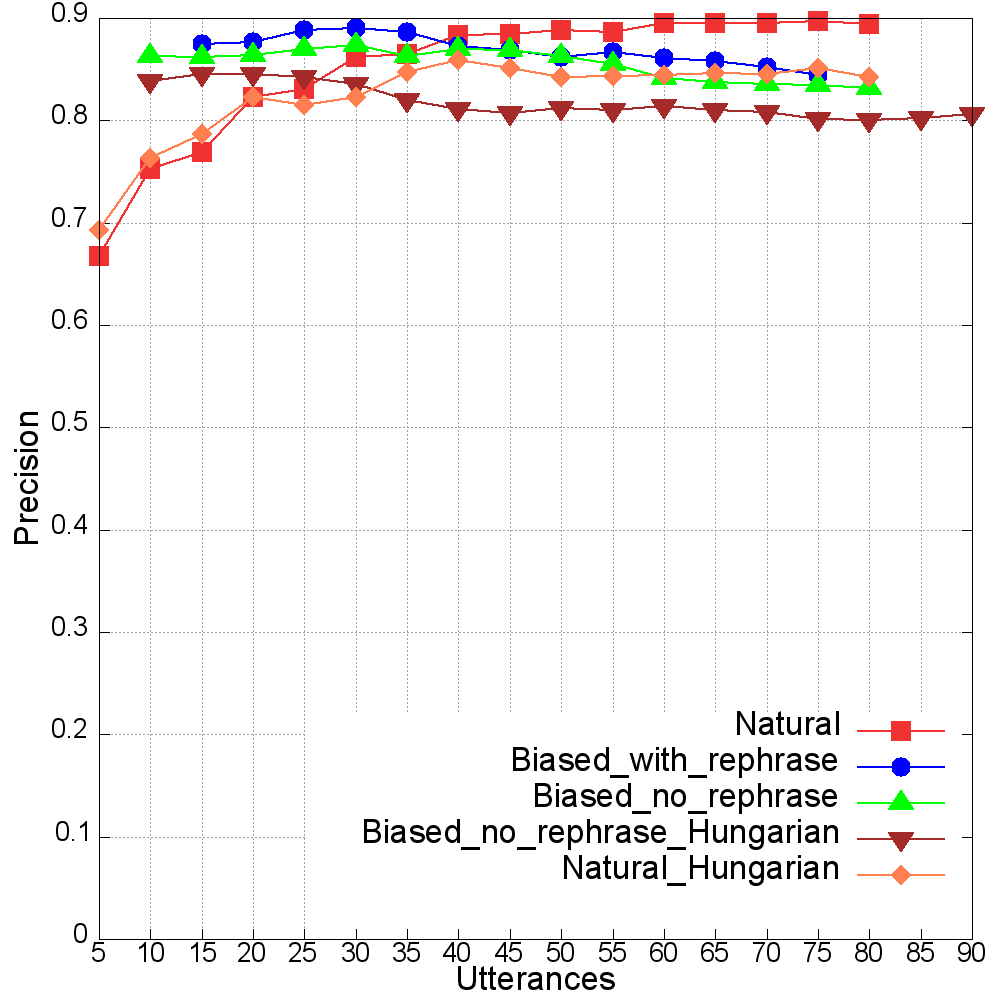 0.9
0.8
0.7
0.6
0.5
0.4
0.3
0.2
0.1
0
Precision
Natural
Biased_with_rephrase
Biased_no_rephrase
Biased_no_rephrase_Hungarian
Natural_Hungarian
5 10 15 20 25 30 35 40 45 50 55 60 65 70 75 80 85 90
Utterances